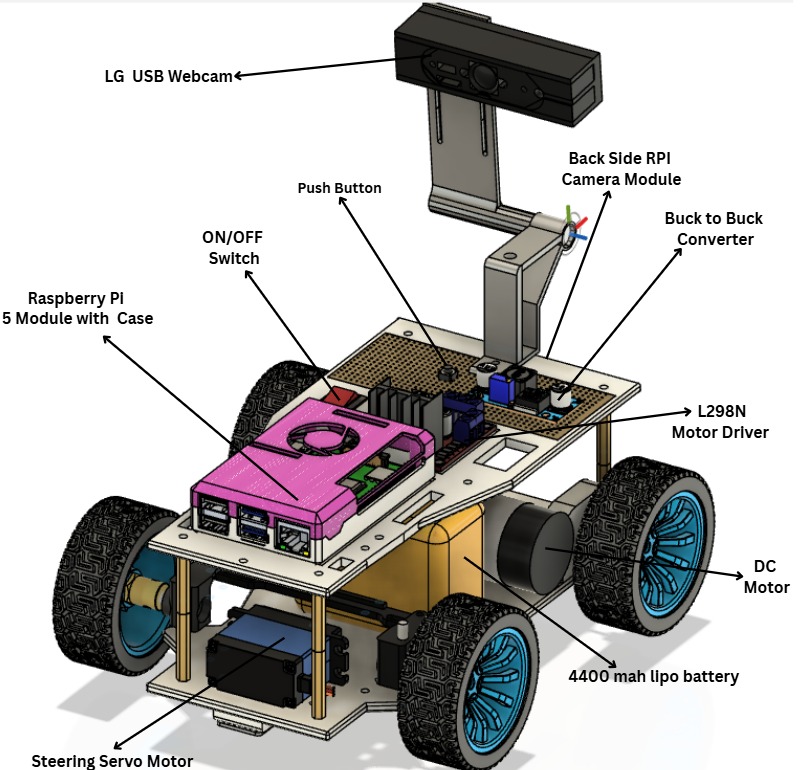 LG USB Webcam
Back Side RPI
Camera Module
Push Button
Buck to Buck
Converter
ON/OFF
Switch
Raspberry Pi
5 Module with Case
L298N
Motor Driver
DC
Motor
4400 mah lipo battery
Steering Servo Motor